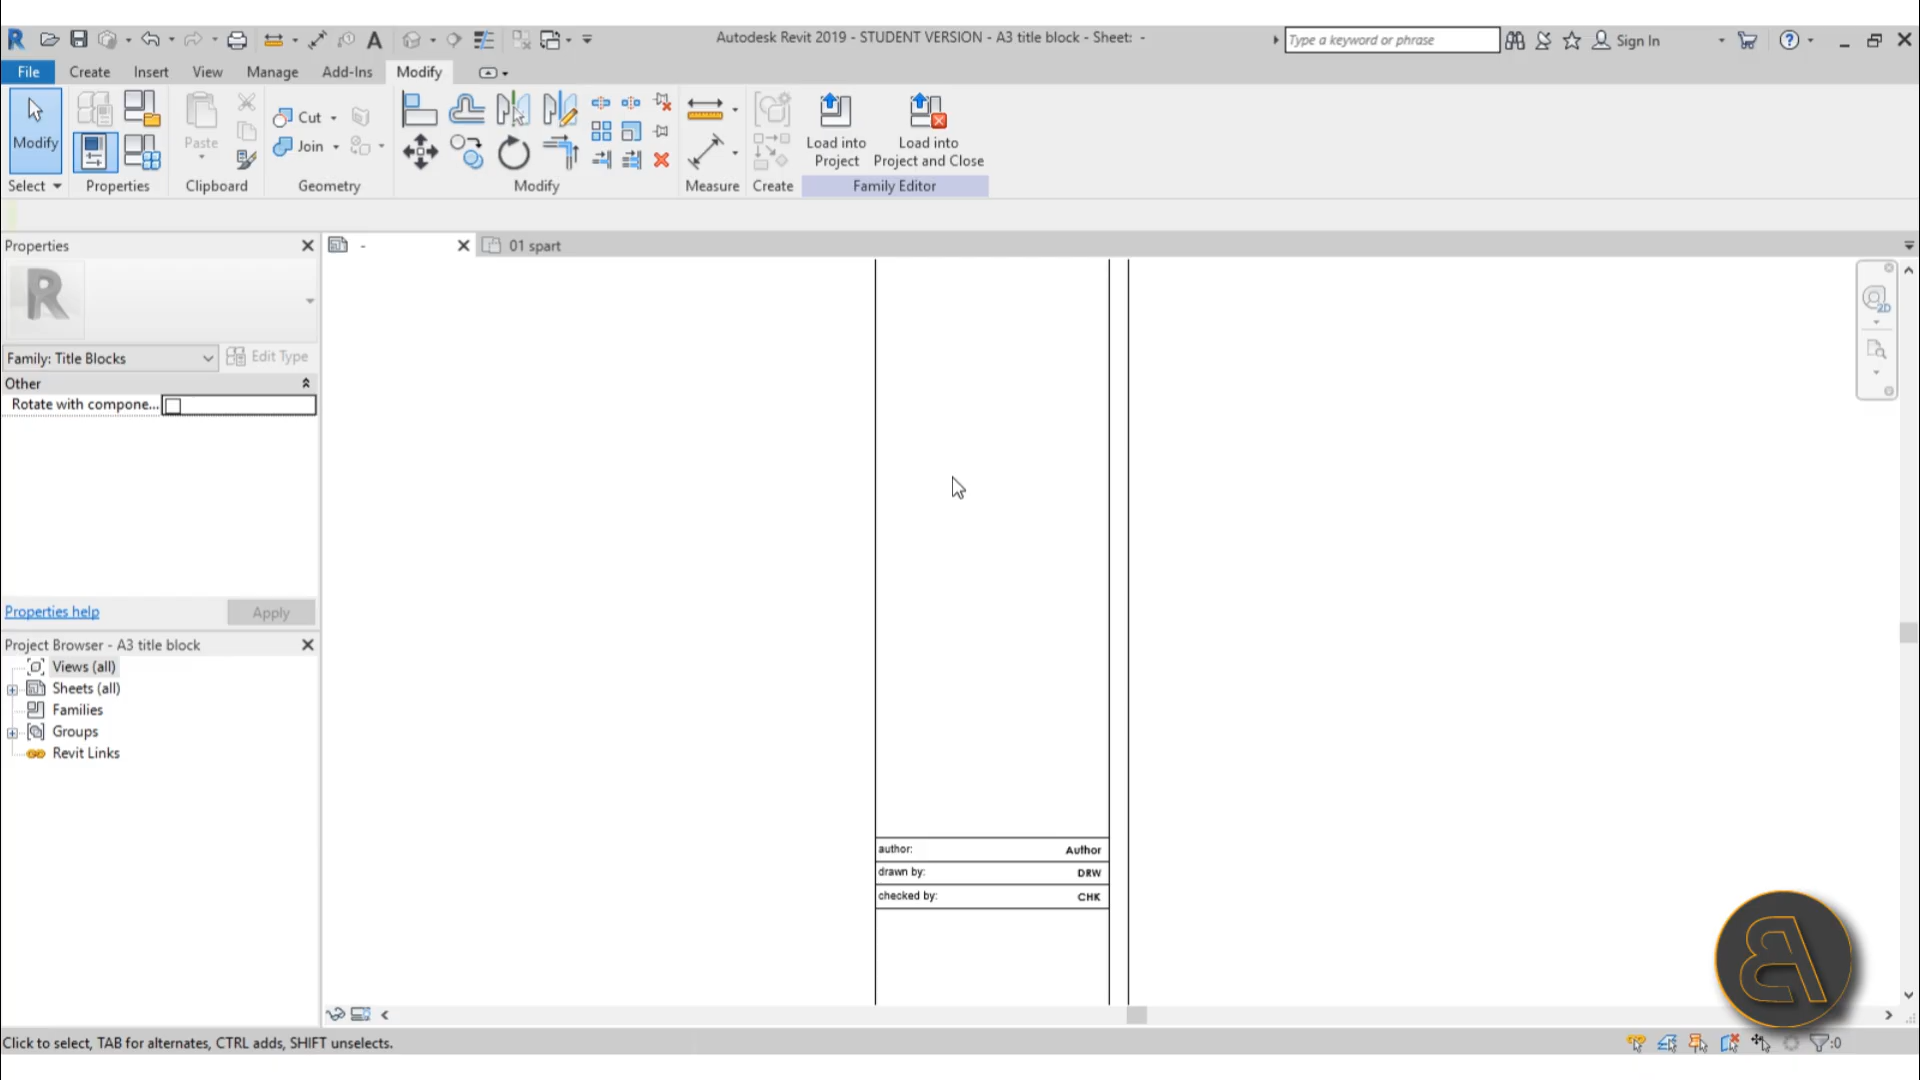 Autodesk Revit 2019 - STUDENT VERSION - A3 title block - Sheet: -
Type a keyword or phrase
Sign In
File Create Insert View Manage Add-Ins Modify
Modify
Paste
Cut
Join
Load into Project
Load into Project and Close
Select Properties Clipboard Geometry Modify Measure Create Family Editor
Properties
- 
01 spart
2D
R
Family: Title Blocks
Edit Type
Other
Rotate with compone...
Properties help
Apply
Project Browser - A3 title block
Views (all)
Sheets (all)
Families
Groups
Revit Links
author: Author
drawn by: DRW
checked by: CHK
Click to select, TAB for alternates, CTRL adds, SHIFT unselects.
:0